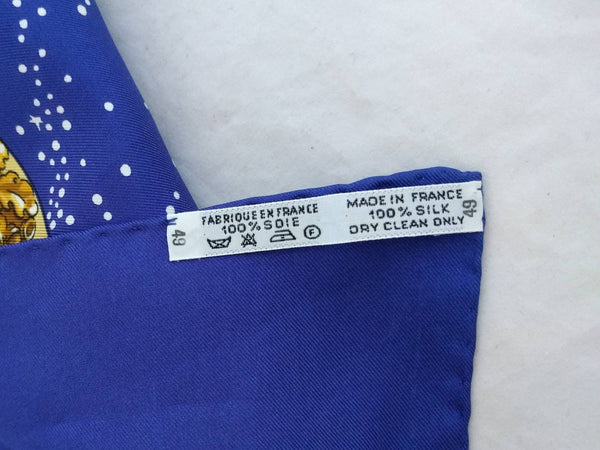 49
FABRIQUE EN FRANCE
100% SOIE
F
MADE IN FRANCE
100% SILK
DRY CLEAN ONLY
49